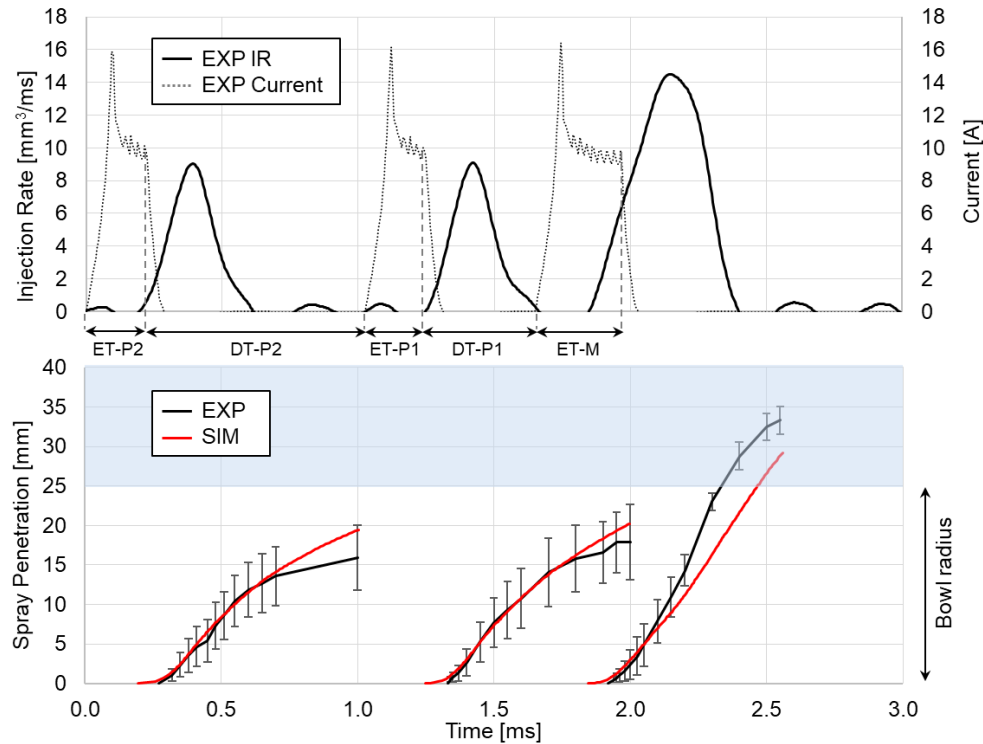 18
16
14
12
10
8
6
4
2
0
Injection Rate [mm³/ms]
EXP IR
EXP Current
18
16
14
12
10
8
6
4
2
0
Current [A]
ET-P2 DT-P2 ET-P1 DT-P1 ET-M
40
35
30
25
20
15
10
5
0
Spray Penetration [mm]
EXP
SIM
Bowl radius
0.0 0.5 1.0 1.5 2.0 2.5 3.0
Time [ms]